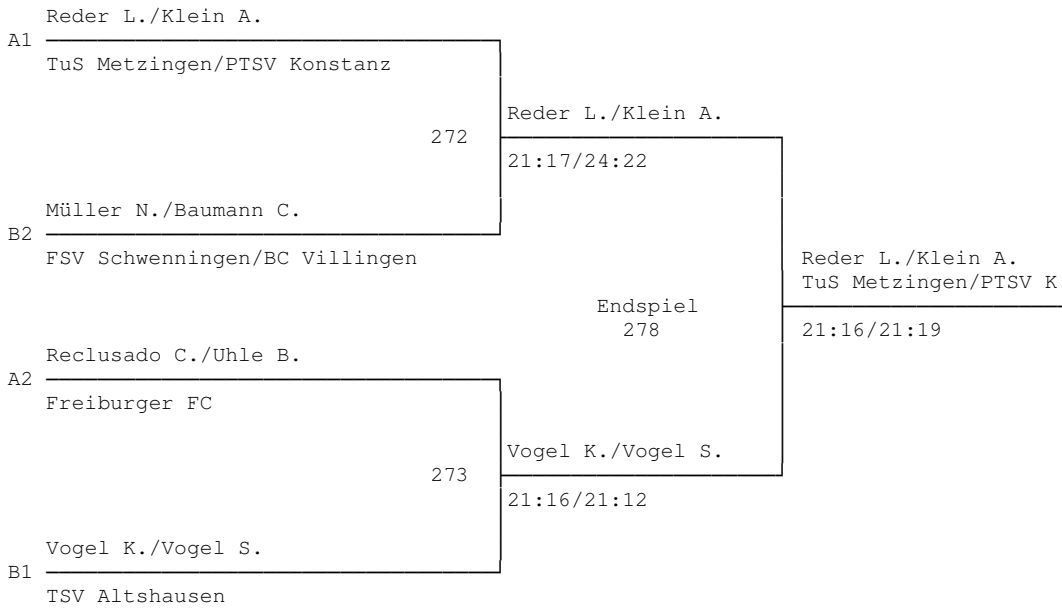 Reder L./Klein A.
A1
TuS Metzingen/PTSV Konstanz
Reder L./Klein A.
272
21:17/24:22
Müller N./Baumann C.
B2
FSV Schwenningen/BC Villingen
Reder L./Klein A.
TuS Metzingen/PTSV K
Endspiel
278
21:16/21:19
Reclusado C./Uhle B.
A2
Freiburger FC
Vogel K./Vogel S.
273
21:16/21:12
Vogel K./Vogel S.
B1
TSV Altshausen